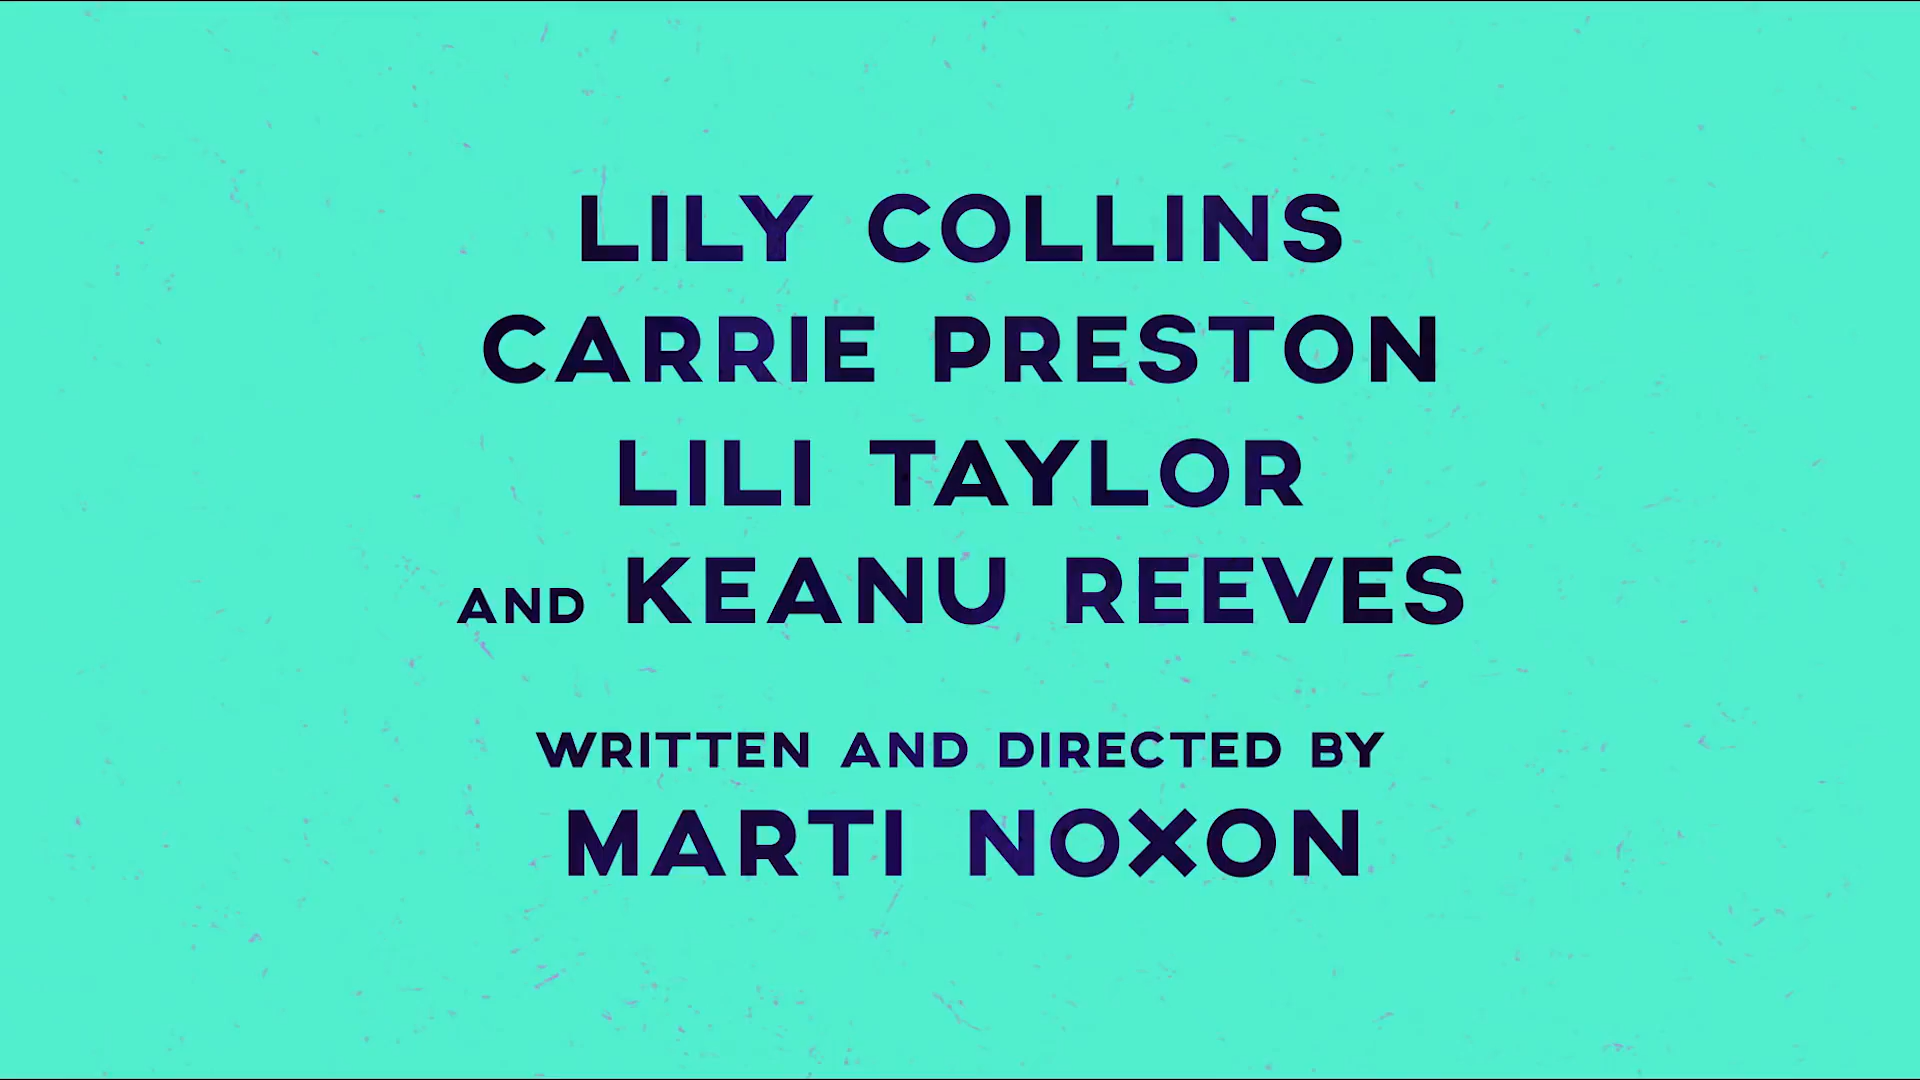 LILY COLLINS
CARRIE PRESTON
LILI TAYLOR
AND KEANU REEVES
WRITTEN AND DIRECTED BY
MARTI NOXON